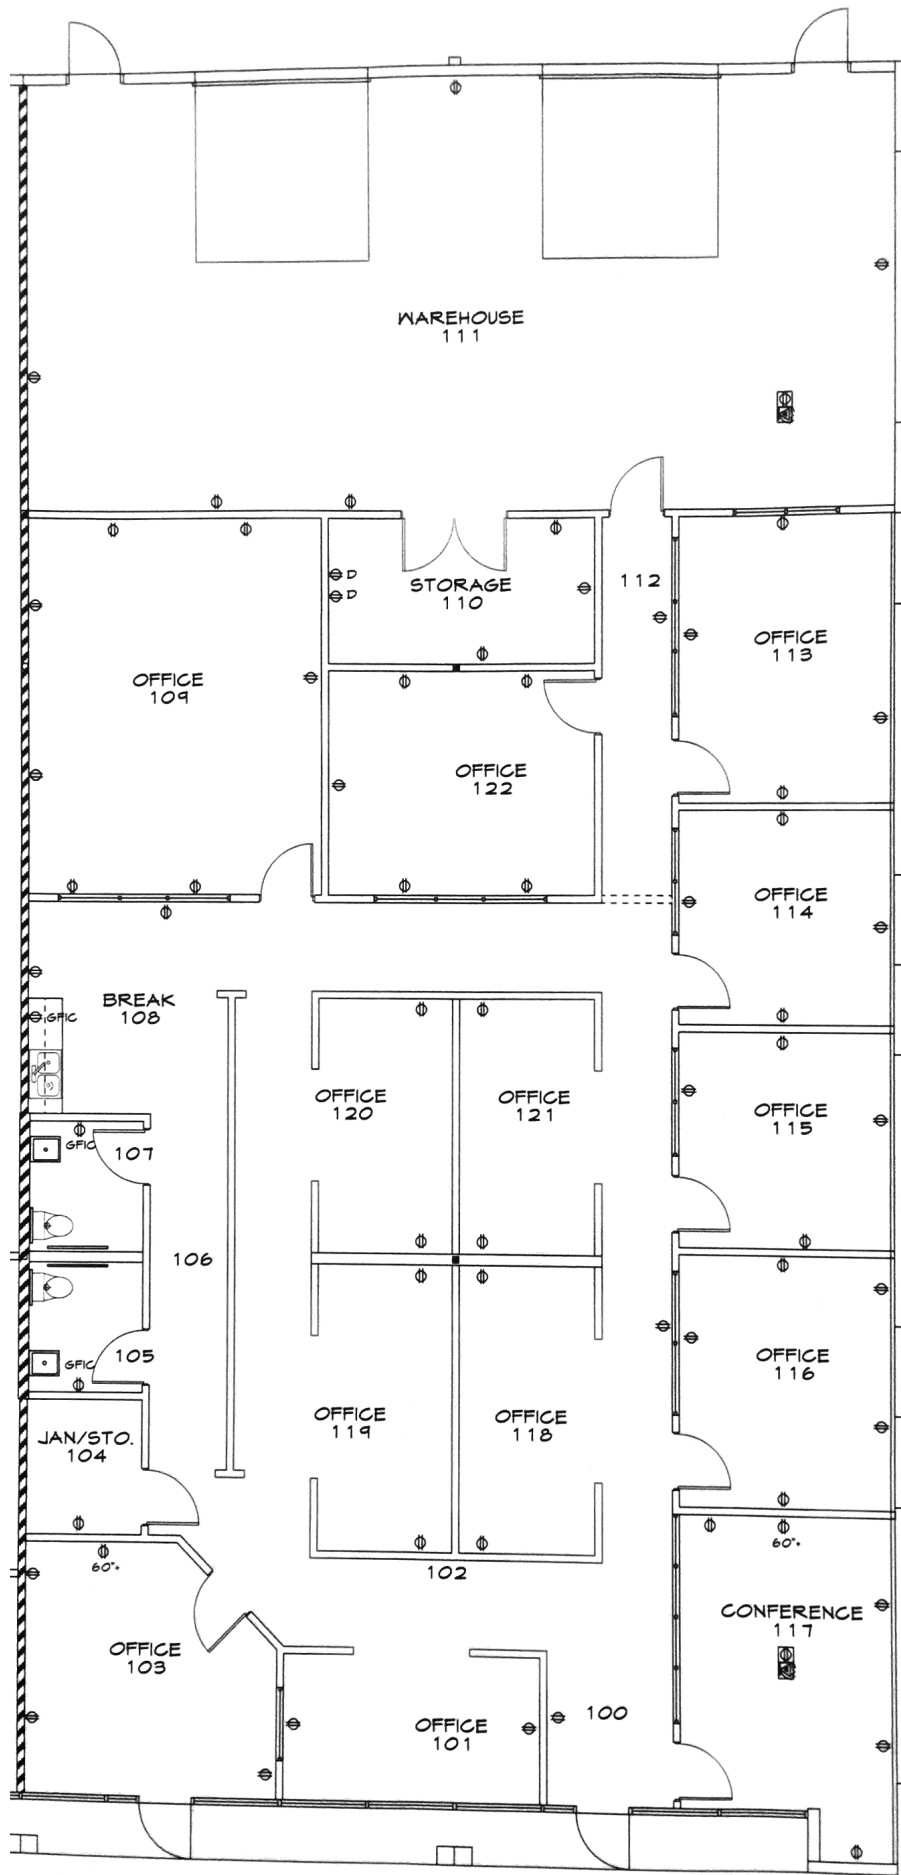 WAREHOUSE
111
D
D
STORAGE
110
112
OFFICE
113
OFFICE
109
OFFICE
122
OFFICE
114
BREAK
108
GFIC
OFFICE
120
OFFICE
121
OFFICE
115
GFIC
107
106
GFIC
105
OFFICE
116
JAN/STO.
104
OFFICE
119
OFFICE
118
60"+
102
60"+
CONFERENCE
117
OFFICE
103
OFFICE
101
100